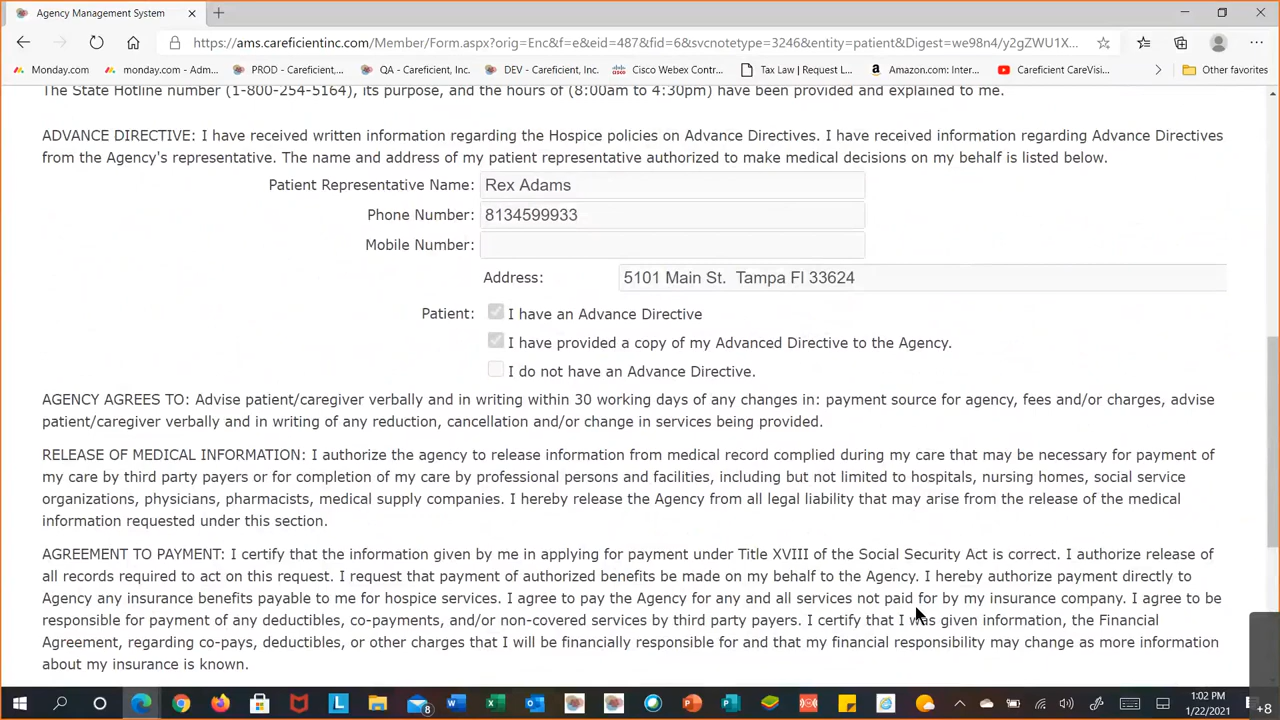 Agency Management System
https://ams.careficientinc.com/Member/Form.aspx?orig=Enc&f=e&eid=487&fid=6&svcnotetype=3246&entity=patient&Digest=we98n4/y2gZWU1X...
Monday.com
monday.com - Adm...
PROD - Careficient,...
QA - Careficient, Inc.
DEV - Careficient, Inc.
Cisco Webex Contr...
Tax Law | Request L...
Amazon.com: Inter...
Careficient CareVisi...
Other favorites
The State Hotline number (1-800-254-5164), its purpose, and the hours of (8:00am to 4:30pm) have been provided and explained to me.
ADVANCE DIRECTIVE: I have received written information regarding the Hospice policies on Advance Directives. I have received information regarding Advance Directives
from the Agency's representative. The name and address of my patient representative authorized to make medical decisions on my behalf is listed below.
Patient Representative Name: Rex Adams
Phone Number: 8134599933
Mobile Number:
Address: 5101 Main St. Tampa Fl 33624
Patient: I have an Advance Directive
I have provided a copy of my Advanced Directive to the Agency.
I do not have an Advance Directive.
AGENCY AGREES TO: Advise patient/caregiver verbally and in writing within 30 working days of any changes in: payment source for agency, fees and/or charges, advise
patient/caregiver verbally and in writing of any reduction, cancellation and/or change in services being provided.
RELEASE OF MEDICAL INFORMATION: I authorize the agency to release information from medical record complied during my care that may be necessary for payment of
my care by third party payers or for completion of my care by professional persons and facilities, including but not limited to hospitals, nursing homes, social service
organizations, physicians, pharmacists, medical supply companies. I hereby release the Agency from all legal liability that may arise from the release of the medical
information requested under this section.
AGREEMENT TO PAYMENT: I certify that the information given by me in applying for payment under Title XVIII of the Social Security Act is correct. I authorize release of
all records required to act on this request. I request that payment of authorized benefits be made on my behalf to the Agency. I hereby authorize payment directly to
Agency any insurance benefits payable to me for hospice services. I agree to pay the Agency for any and all services not paid for by my insurance company. I agree to be
responsible for payment of any deductibles, co-payments, and/or non-covered services by third party payers. I certify that I was given information, the Financial
Agreement, regarding co-pays, deductibles, or other charges that I will be financially responsible for and that my financial responsibility may change as more information
about my insurance is known.
8
1:02 PM
1/22/2021
+8